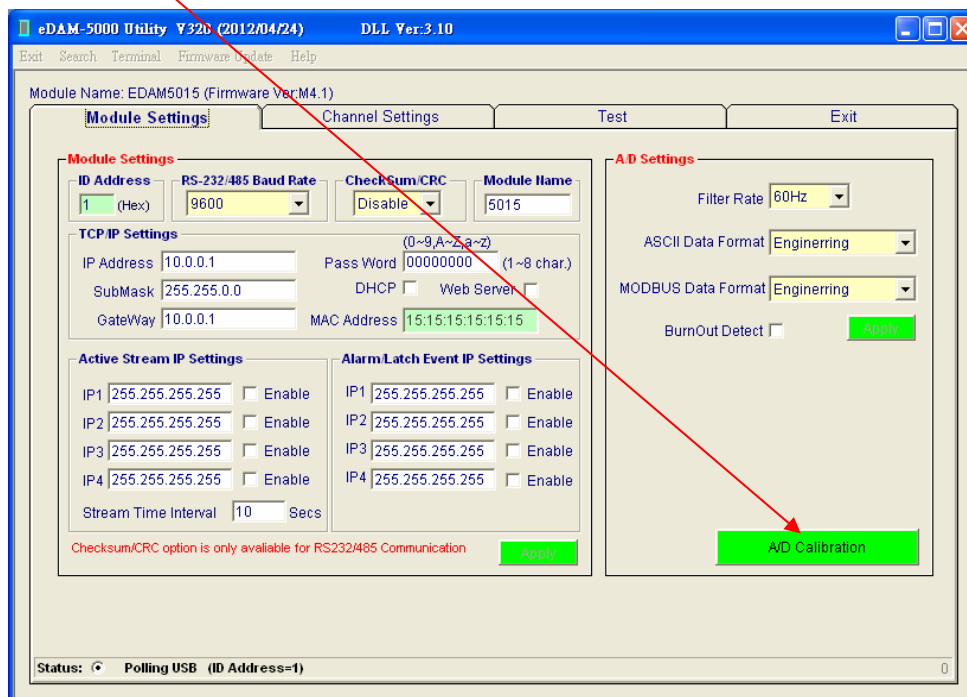 eDAM-5000 Utility V320 (2012/04/24) DLL Ver:3.10
Exit Search Terminal Firmware Update Help
Module Name: EDAM5015 (Firmware Ver:M4.1)
Module Settings Channel Settings Test Exit
Module Settings
ID Address RS-232/485 Baud Rate CheckSum/CRC Module Name
1 (Hex) 9600 Disable 5015
TCP/IP Settings
(0~9,A~Z,a~z)
IP Address 10.0.0.1 Pass Word 00000000 (1~8 char.)
SubMask 255.255.0.0 DHCP Web Server
GateWay 10.0.0.1 MAC Address 15:15:15:15:15:15
Active Stream IP Settings
IP1 255.255.255.255 Enable
IP2 255.255.255.255 Enable
IP3 255.255.255.255 Enable
IP4 255.255.255.255 Enable
Stream Time Interval 10 Secs
Alarm/Latch Event IP Settings
IP1 255.255.255.255 Enable
IP2 255.255.255.255 Enable
IP3 255.255.255.255 Enable
IP4 255.255.255.255 Enable
Checksum/CRC option is only avaliable for RS232/485 Communication Apply
A/D Settings
Filter Rate 60Hz
ASCII Data Format Enginerring
MODBUS Data Format Enginerring
BurnOut Detect Apply
A/D Calibration
Status: Polling USB (ID Address=1) 0